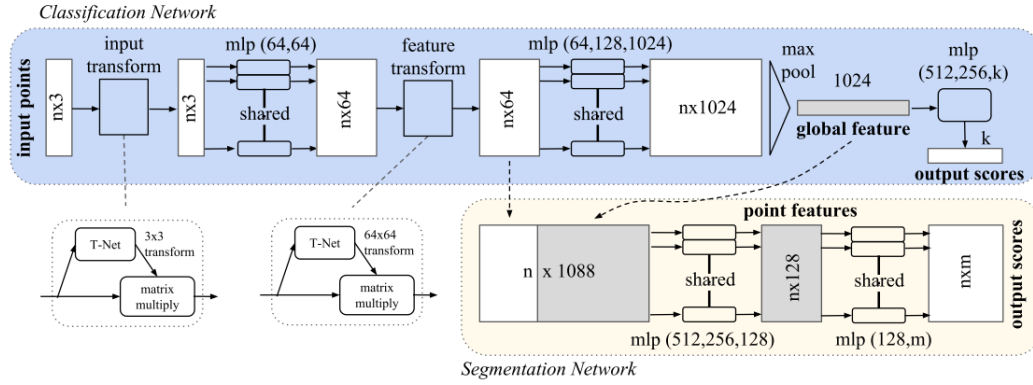 Classification Network
input points
nx3
input
transform
nx3
mlp (64,64)
shared
nx64
feature
transform
nx64
mlp (64,128,1024)
shared
nx1024
max
pool
1024
global feature
mlp
(512,256,k)
k
output scores
T-Net
3x3
transform
matrix
multiply
T-Net
64x64
transform
matrix
multiply
point features
n x 1088
shared
mlp (512,256,128)
nx128
shared
mlp (128,m)
nxm
output scores
Segmentation Network